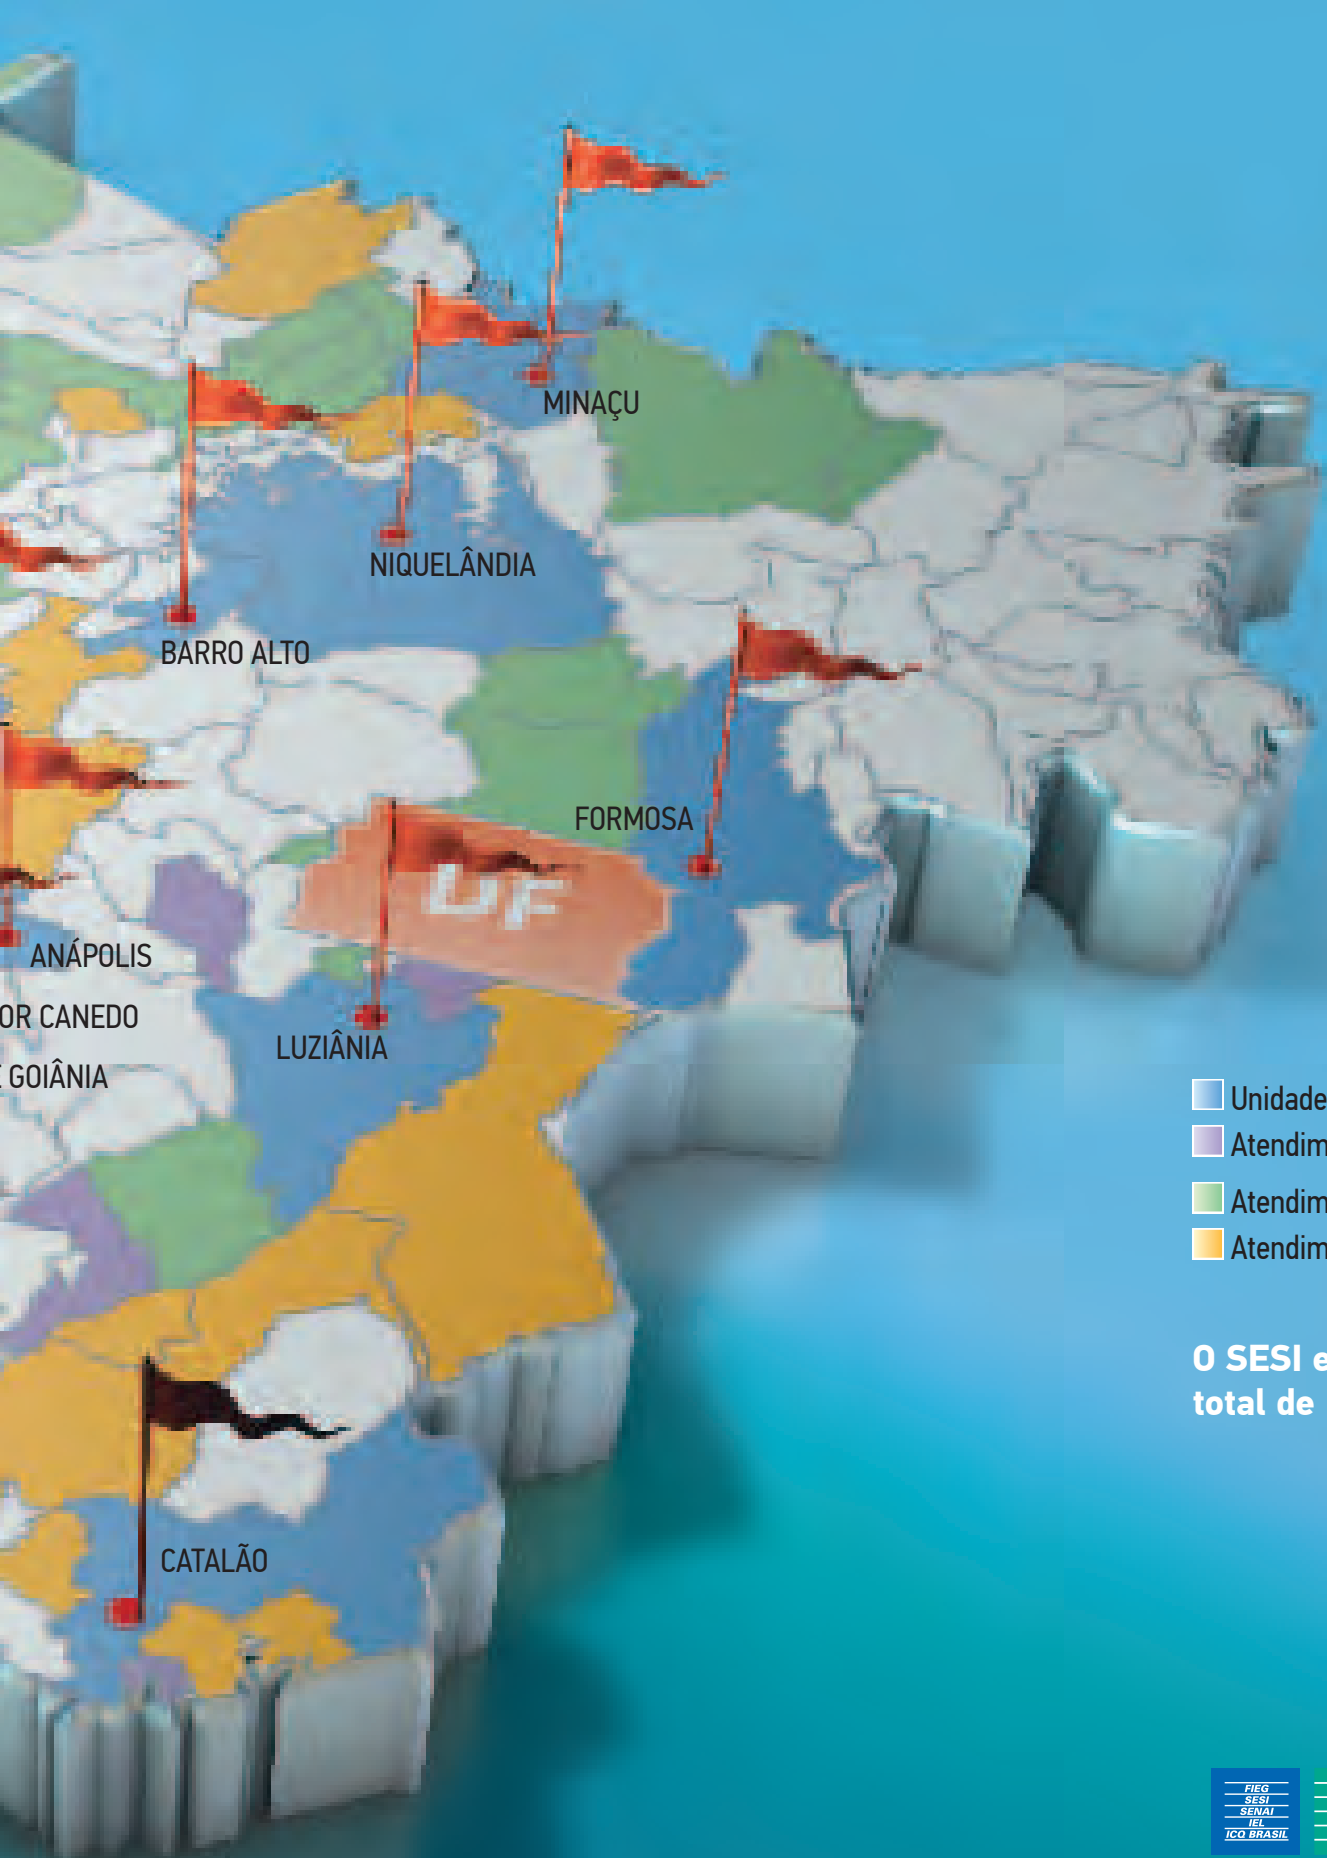 MINAÇU
NIQUELÂNDIA
BARRO ALTO
FORMOSA
DF
ANÁPOLIS
OR CANEDO
E GOIÂNIA
LUZIÂNIA
Unidade
Atendim
Atendim
Atendim
O SESI e
total de
CATALÃO
FIEG
SESI
SENAI
IEL
ICQ BRASIL